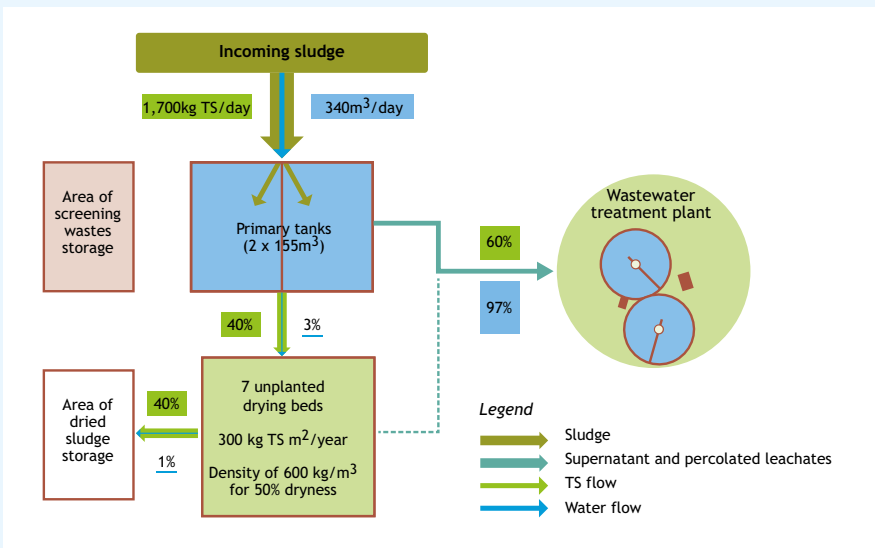 Incoming sludge
1,700kg TS/day
340m³/day
Area of
screening
wastes
storage
Primary tanks
(2 x 155m³)
Wastewater
treatment plant
60%
97%
40%
3%
Area of
dried
sludge
storage
40%
1%
7 unplanted
drying beds
300 kg TS m²/year
Density of 600 kg/m³
for 50% dryness
Legend
Sludge
Supernatant and percolated leachates
TS flow
Water flow